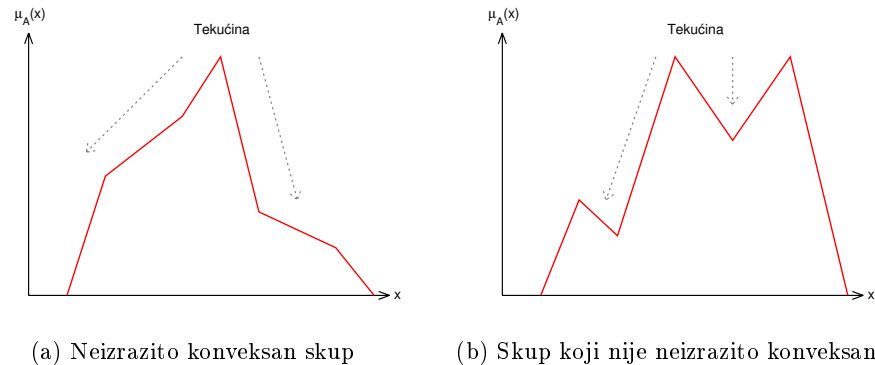 μA(x)
Tekućina
x
(a) Neizrazito konveksan skup
μA(x)
Tekućina
x
(b) Skup koji nije neizrazito konveksan